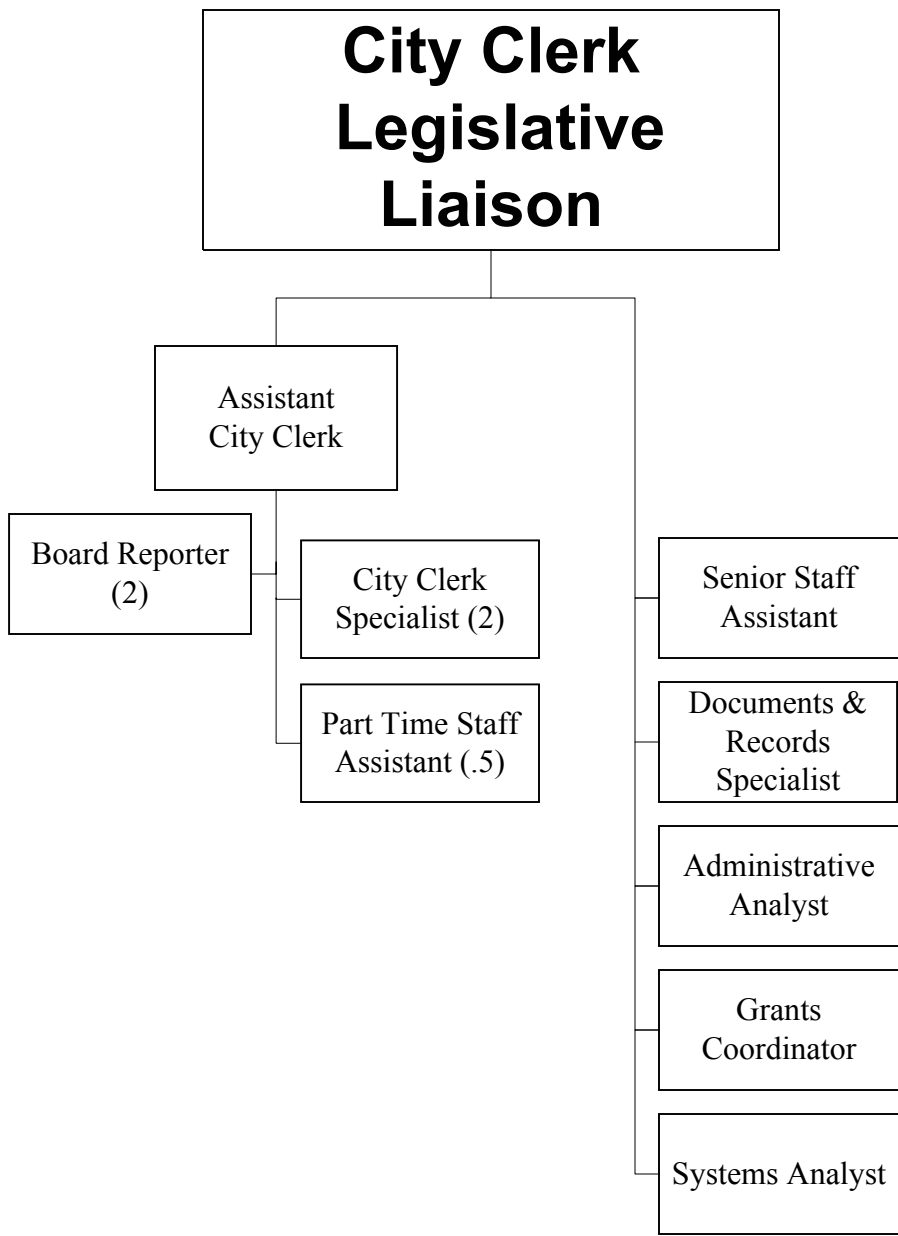 City Clerk
Legislative
Liaison
Assistant
City Clerk
Board Reporter
(2)
City Clerk
Specialist (2)
Part Time Staff
Assistant (.5)
Senior Staff
Assistant
Documents &
Records
Specialist
Administrative
Analyst
Grants
Coordinator
Systems Analyst